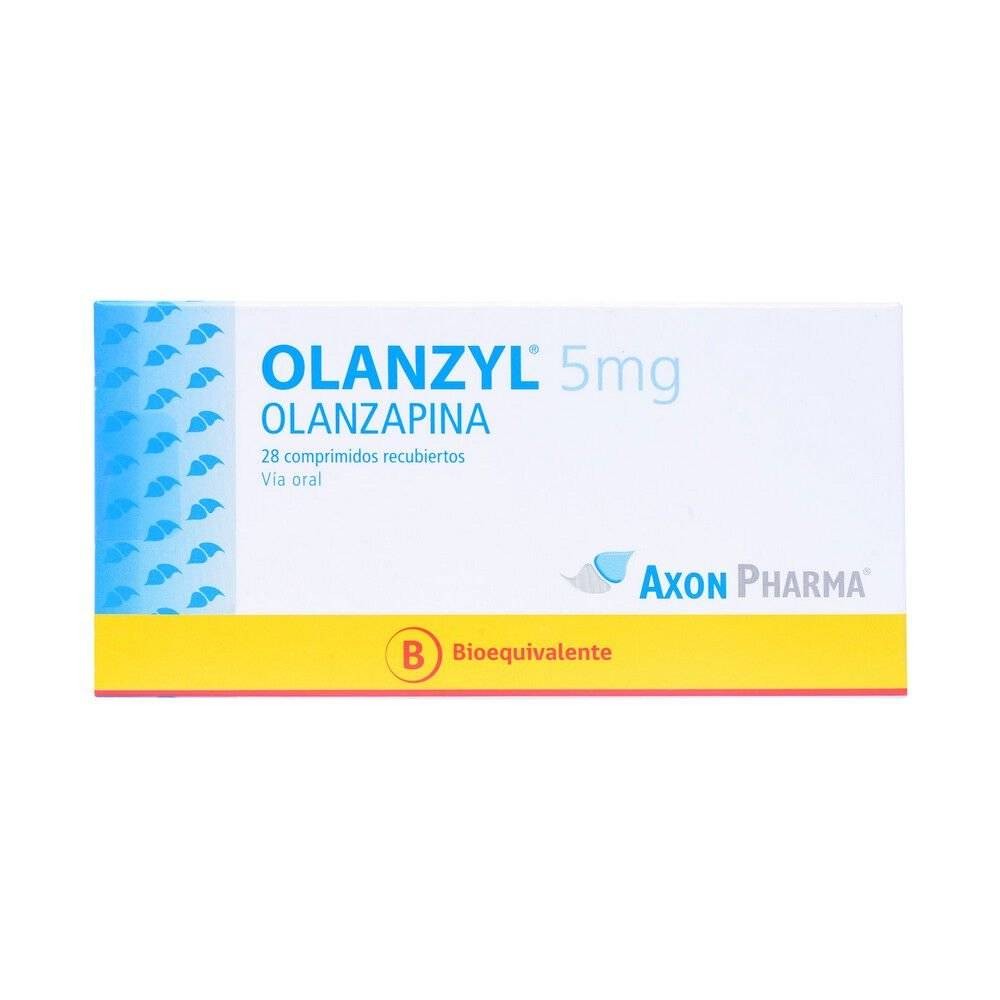 OLANZYL® 5mg
OLANZAPINA
28 comprimidos recubiertos
Vía oral
AXON PHARMA®
B Bioequivalente